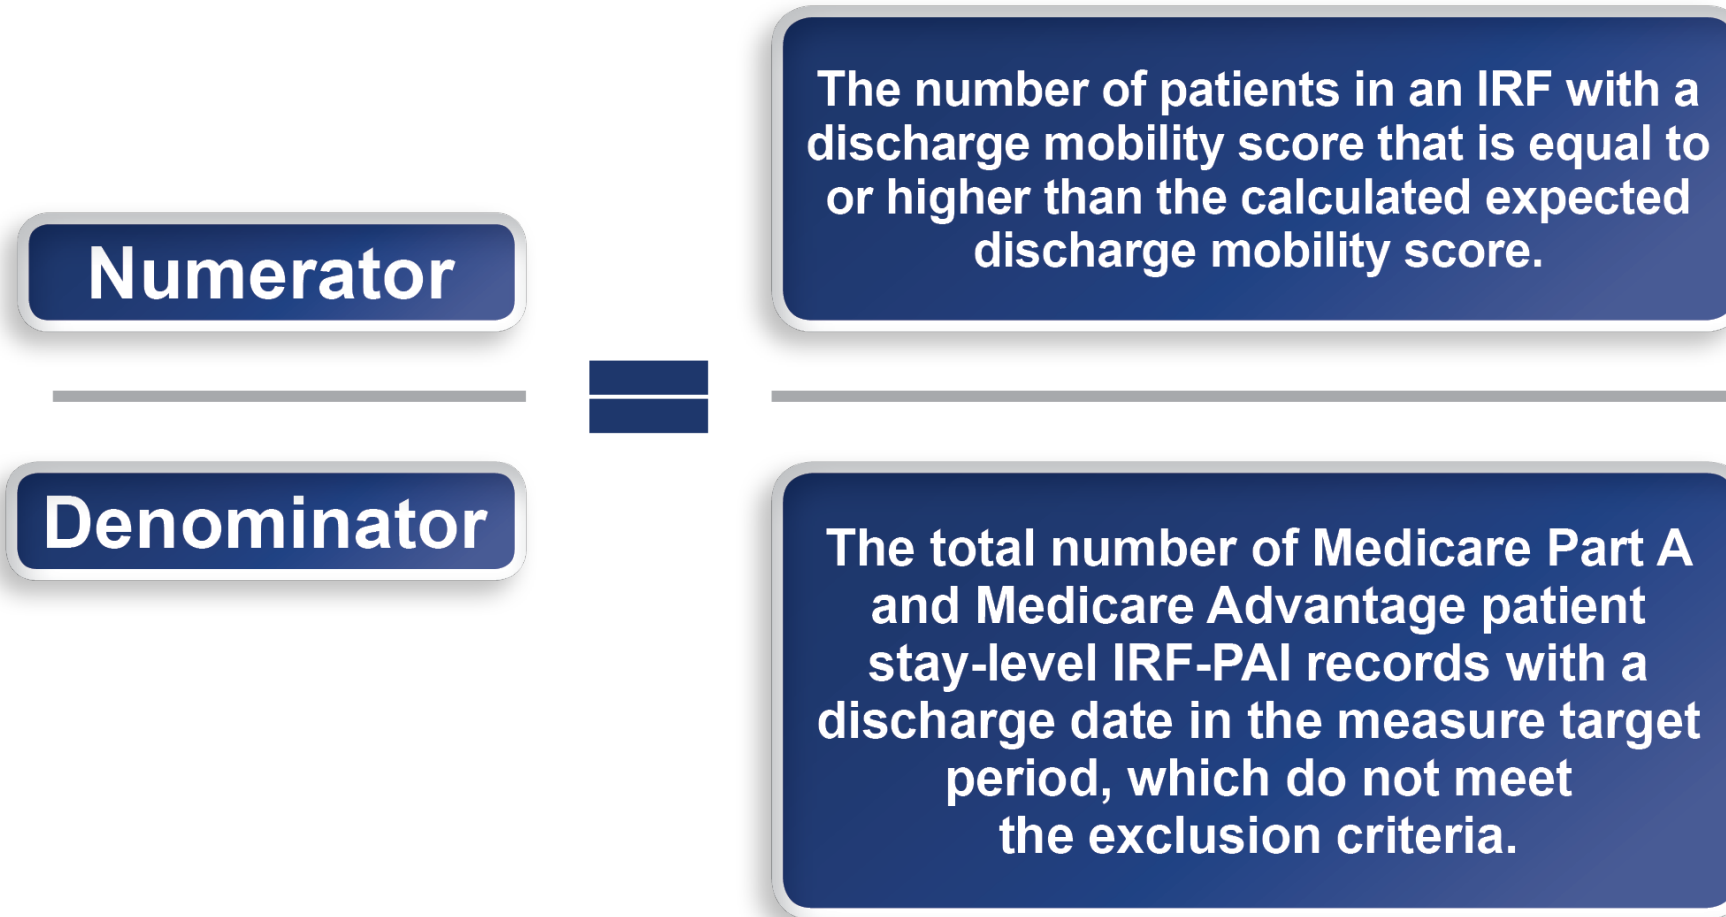 Numerator
The number of patients in an IRF with a
discharge mobility score that is equal to
or higher than the calculated expected
discharge mobility score.
Denominator
The total number of Medicare Part A
and Medicare Advantage patient
stay-level IRF-PAI records with a
discharge date in the measure target
period, which do not meet
the exclusion criteria.